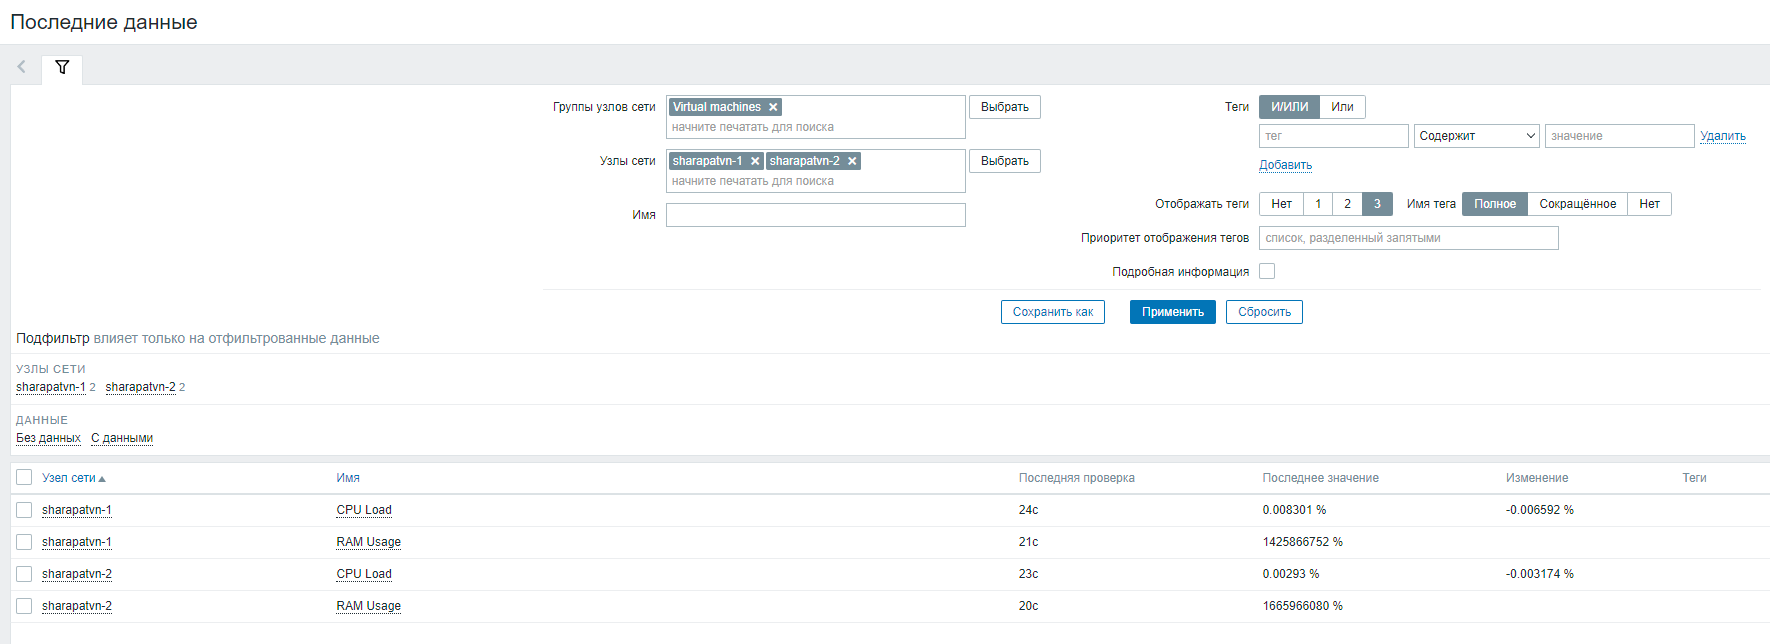 Последние данные
Группы узлов сети Virtual machines Выбрать
начните печатать для поиска
Узлы сети sharapatvn-1 sharapatvn-2 Выбрать
начните печатать для поиска
Имя
Теги И/ИЛИ Или
тег Содержит значение Удалить
Добавить
Отображать теги Нет 1 2 3 Имя тега Полное Сокращённое Нет
Приоритет отображения тегов список, разделенный запятыми
Подробная информация
Сохранить как Применить Сбросить
Подфильтр влияет только на отфильтрованные данные
УЗЛЫ СЕТИ
sharapatvn-1 2 sharapatvn-2 2
ДАННЫЕ
Без данных С данными
Узел сети Имя Последняя проверка Последнее значение Изменение Теги
sharapatvn-1 CPU Load 24с 0.008301 % -0.006592 %
sharapatvn-1 RAM Usage 21с 1425866752 %
sharapatvn-2 CPU Load 23с 0.00293 % -0.003174 %
sharapatvn-2 RAM Usage 20с 1665966080 %